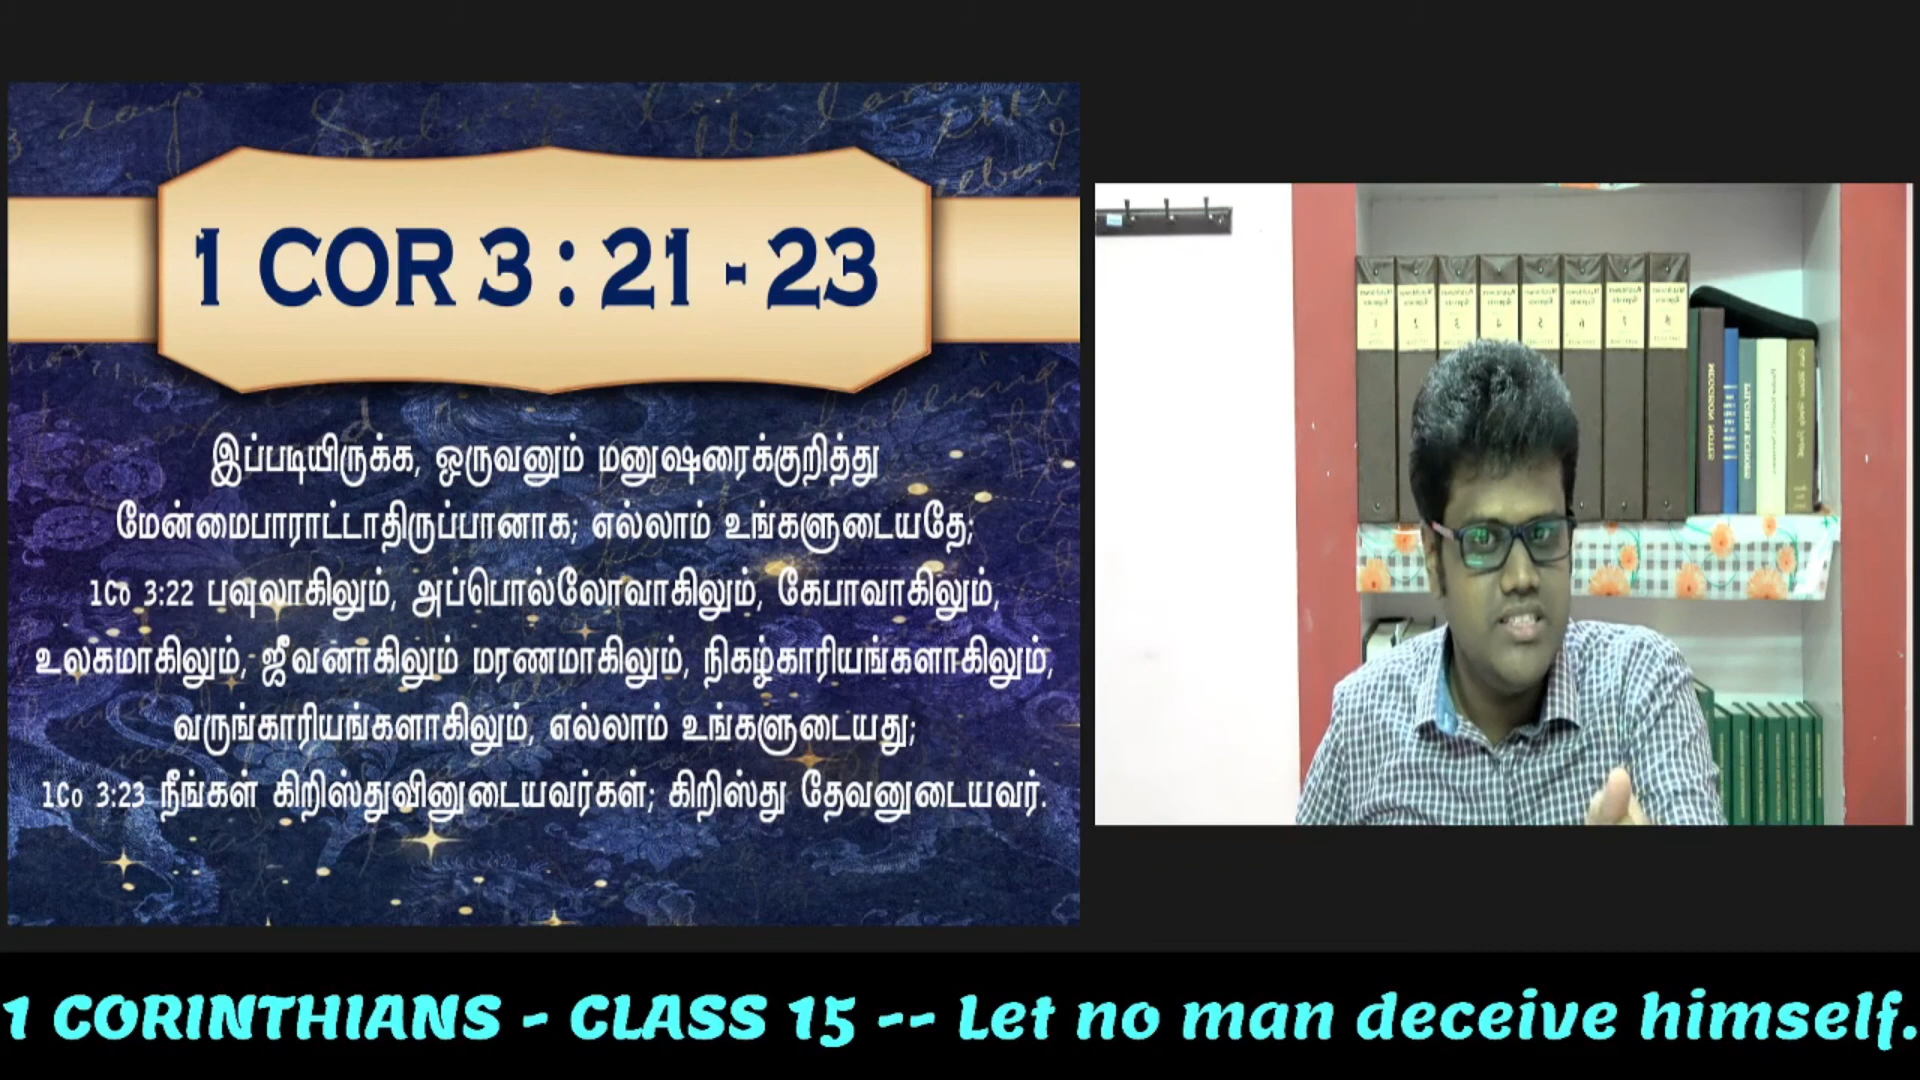 1 COR 3 : 21 - 23
இப்படியிருக்க, ஒருவனும் மனுஷரைக்குறித்து
மேன்மைபாராட்டாதிருப்பானாக; எல்லாம் உங்களுடையதே;
1Co 3:22 பவுலாகிலும், அப்பொல்லோவாகிலும், கேபாவாகிலும்,
உலகமாகிலும், ஜீவனாகிலும் மரணமாகிலும், நிகழ்காரியங்களாகிலும்,
வருங்காரியங்களாகிலும், எல்லாம் உங்களுடையது;
1Co 3:23 நீங்கள் கிறிஸ்துவினுடையவர்கள்; கிறிஸ்து தேவனுடையவர்.
1 CORINTHIANS - CLASS 15 -- Let no man deceive himself.